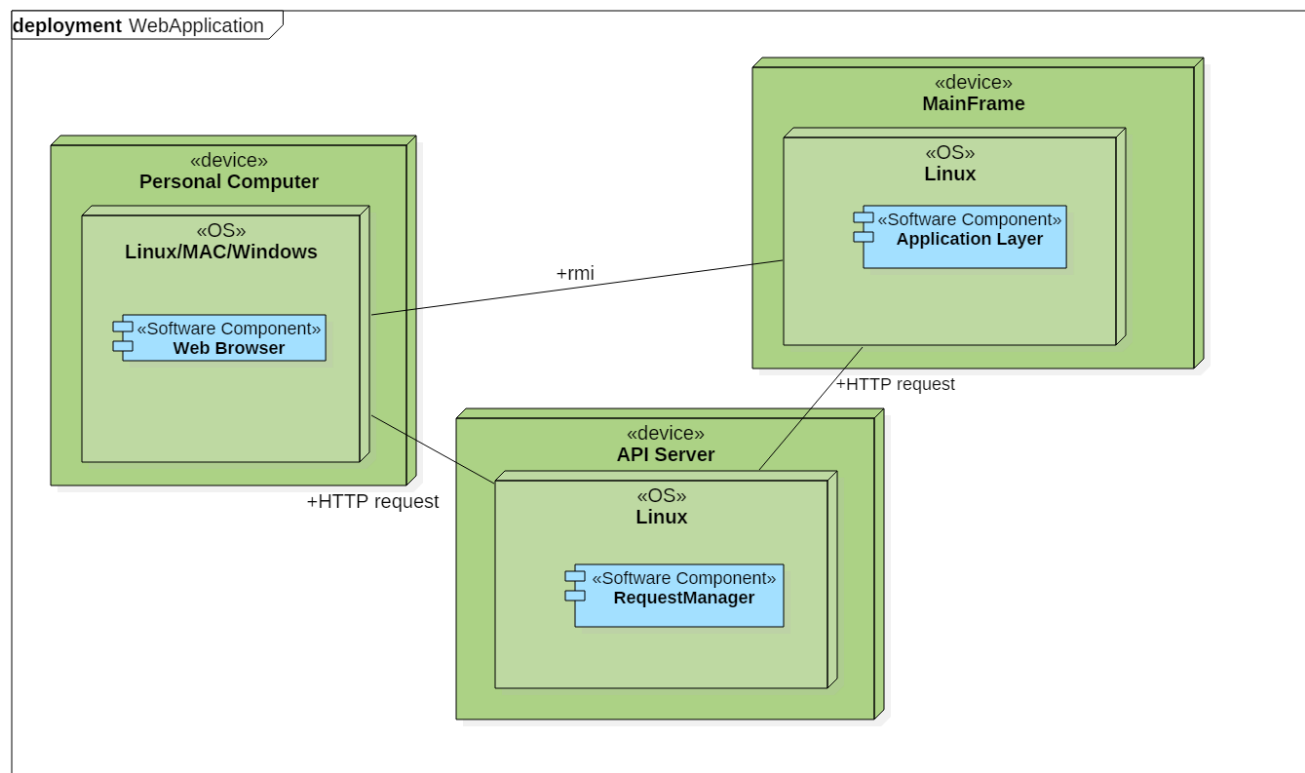 deployment WebApplication
«device»
MainFrame
«OS»
Linux
«Software Component»
Application Layer
«device»
Personal Computer
«OS»
Linux/MAC/Windows
«Software Component»
Web Browser
+rmi
+HTTP request
+HTTP request
«device»
API Server
«OS»
Linux
«Software Component»
RequestManager